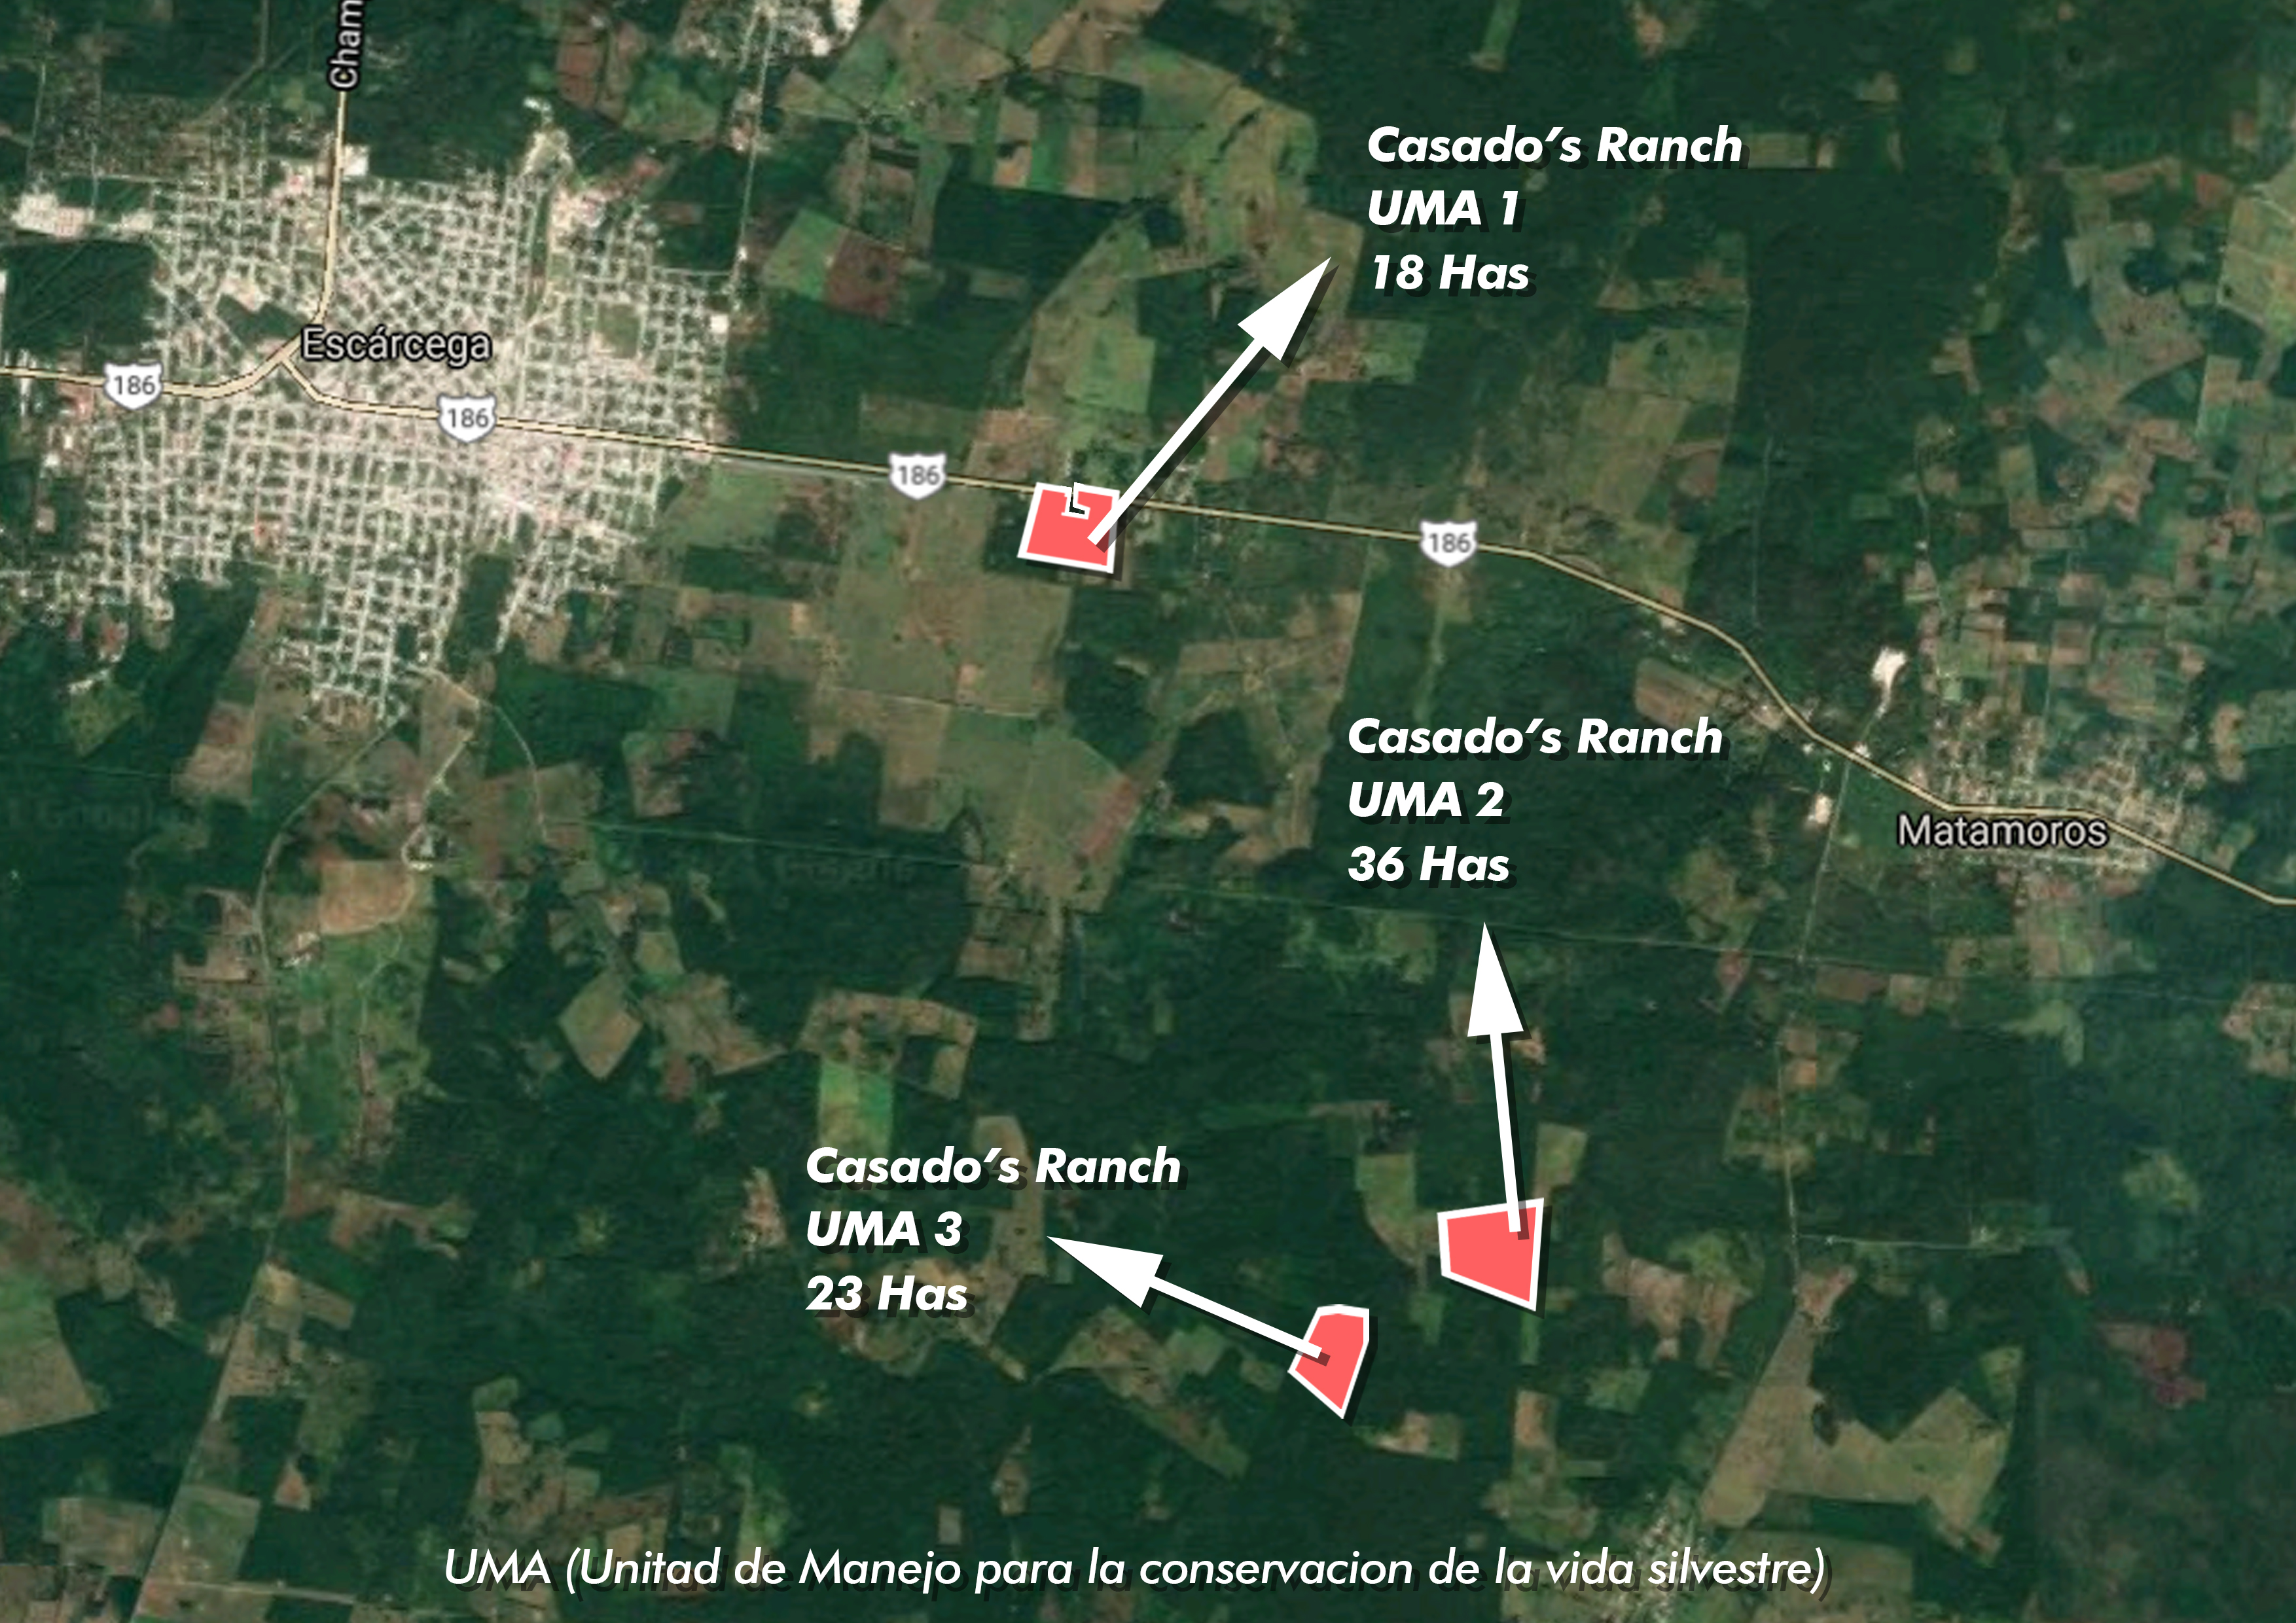 Cham
Casado's Ranch
UMA 1
18 Has
Escárcega
186
186
186
186
Casado's Ranch
UMA 2
36 Has
Matamoros
Casado's Ranch
UMA 3
23 Has
UMA (Unitad de Manejo para la conservacion de la vida silvestre)